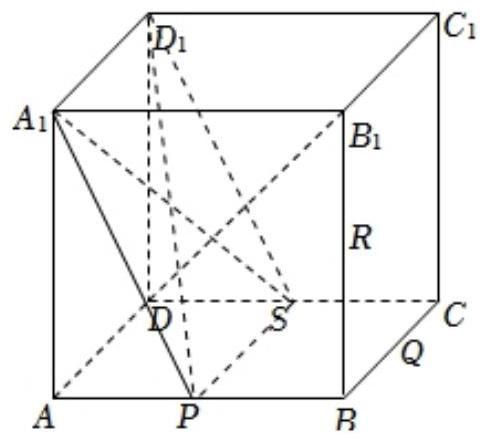 D₁ C₁
A₁ B₁
R
D S C
Q
A P B